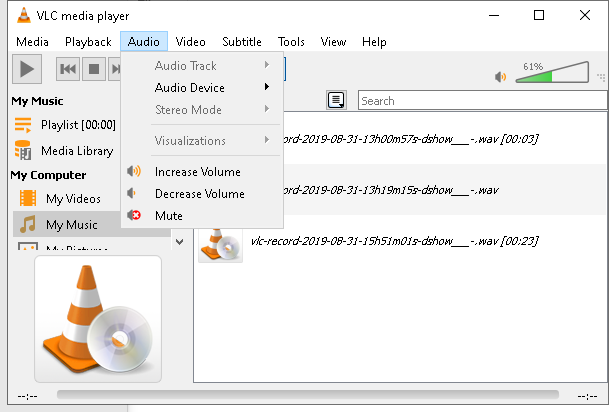 VLC media player
Media Playback Audio Video Subtitle Tools View Help
61%
Audio Track
Audio Device
Stereo Mode
Visualizations
Increase Volume
Decrease Volume
Mute
Search
My Music
Playlist [00:00]
Media Library
My Computer
My Videos
My Music
My Pictures
record-2019-08-31-13h00m57s-dshow___-.wav [00:03]
record-2019-08-31-13h19m15s-dshow___-.wav
vlc-record-2019-08-31-15h51m01s-dshow___-.wav [00:23]
--:-- --:--